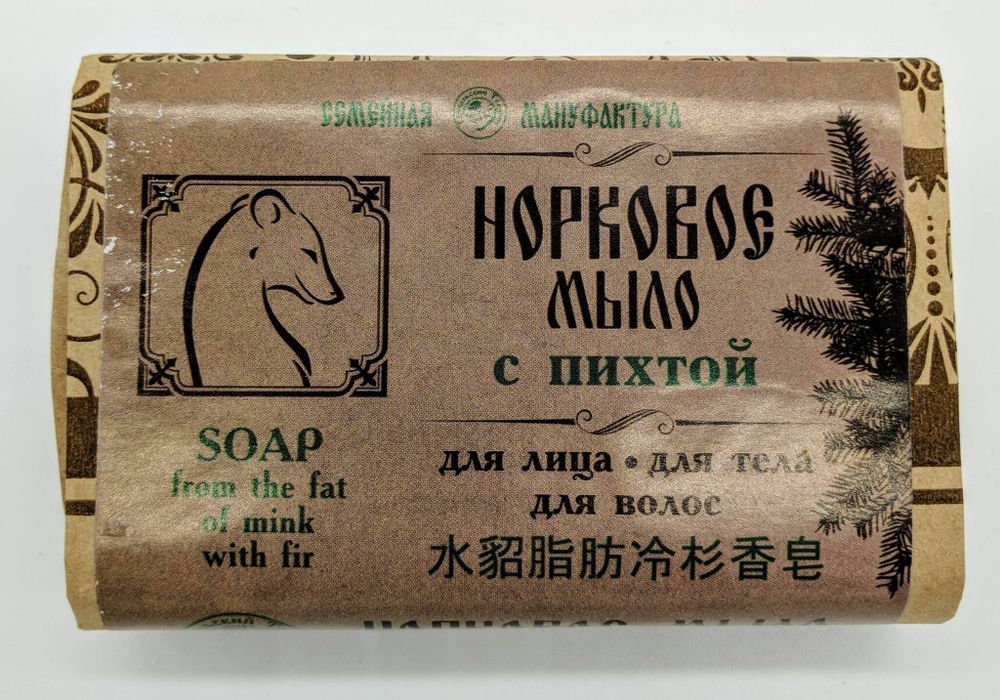 СЕМЕЙНАЯ МАНУФАКТУРА
НОРКОВОЕ
МЫЛО
С ПИХТОЙ
ДЛЯ ЛИЦА • ДЛЯ ТЕЛА
ДЛЯ ВОЛОС
水貂脂肪冷杉香皂
SOAP
from the fat
of mink
with fir